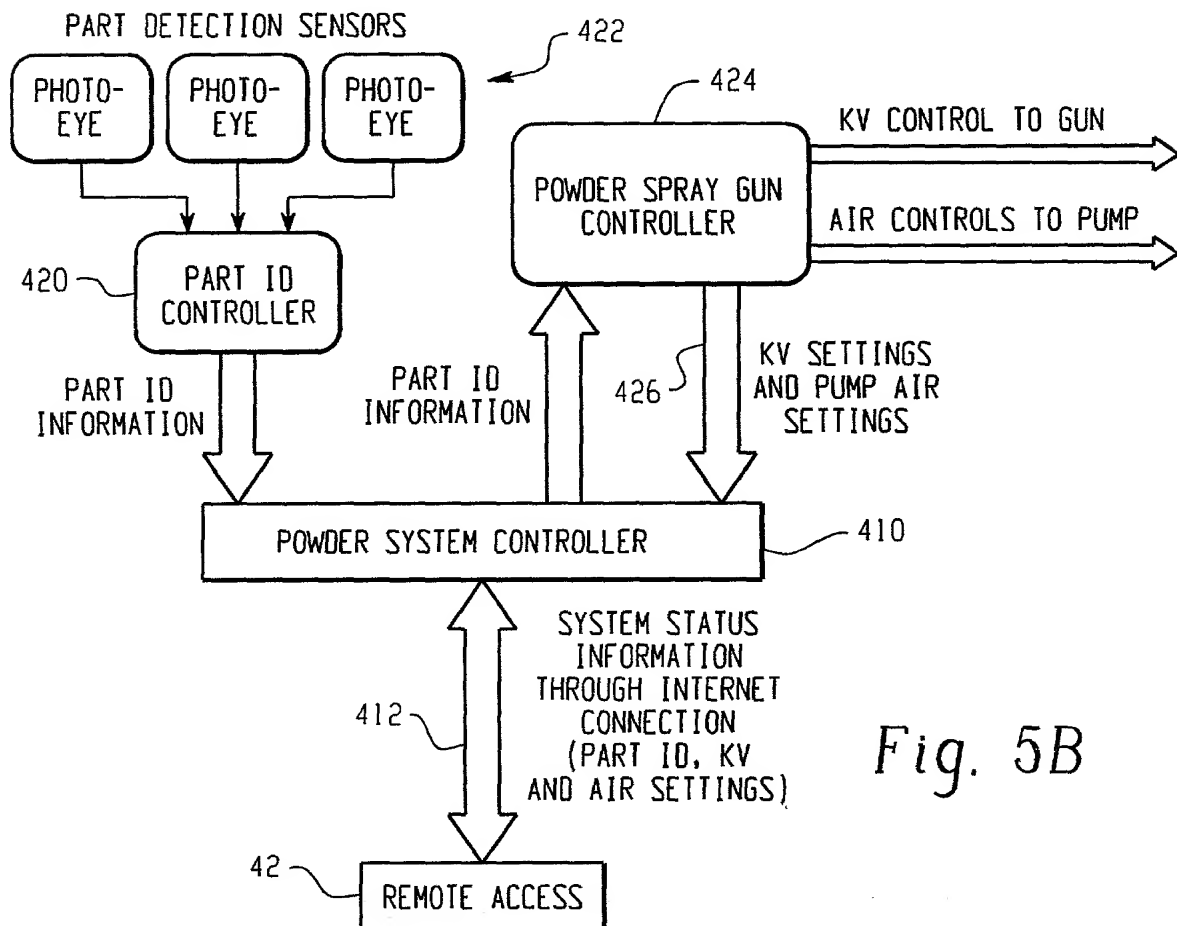 PART DETECTION SENSORS
422
PHOTO-
EYE
PHOTO-
EYE
PHOTO-
EYE
424
POWDER SPRAY GUN
CONTROLLER
KV CONTROL TO GUN
AIR CONTROLS TO PUMP
420
PART ID
CONTROLLER
PART ID
INFORMATION
PART ID
INFORMATION
426
KV SETTINGS
AND PUMP AIR
SETTINGS
POWDER SYSTEM CONTROLLER
410
412
SYSTEM STATUS
INFORMATION
THROUGH INTERNET
CONNECTION
(PART ID, KV
AND AIR SETTINGS)
Fig. 5B
42
REMOTE ACCESS